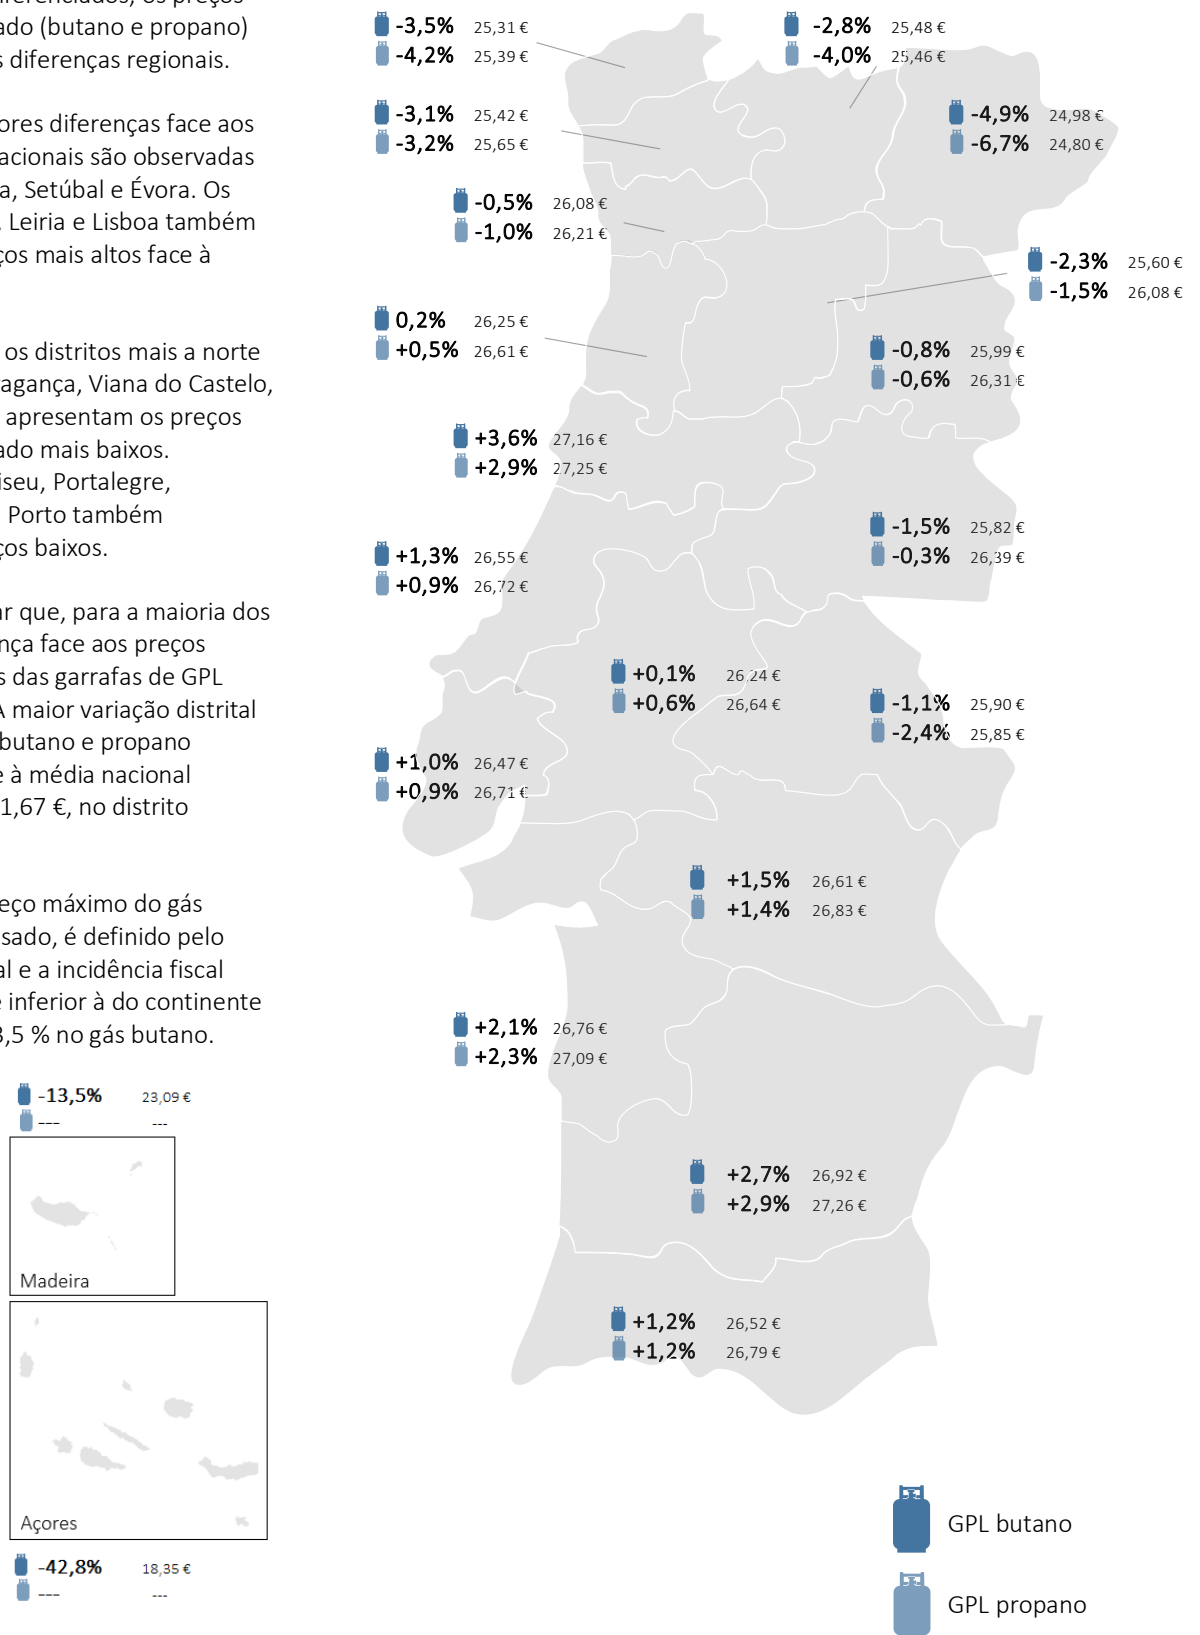 ado (butano e propano)
s diferenças regionais.
ores diferenças face aos
acionais são observadas
a, Setúbal e Évora. Os
, Leiria e Lisboa também
ços mais altos face à
os distritos mais a norte
ragança, Viana do Castelo,
apresentam os preços
ado mais baixos.
iseu, Portalegre,
Porto também
ços baixos.
ar que, para a maioria dos
nça face aos preços
s das garrafas de GPL
A maior variação distrital
butano e propano
e à média nacional
1,67 €, no distrito
eço máximo do gás
sado, é definido pelo
al e a incidência fiscal
e inferior à do continente
3,5 % no gás butano.
-3,5% 25,31 €
-4,2% 25,39 €
-2,8% 25,48 €
-4,0% 25,46 €
-3,1% 25,42 €
-3,2% 25,65 €
-4,9% 24,98 €
-6,7% 24,80 €
-0,5% 26,08 €
-1,0% 26,21 €
-2,3% 25,60 €
-1,5% 26,08 €
0,2% 26,25 €
+0,5% 26,61 €
-0,8% 25,99 €
-0,6% 26,31 €
+3,6% 27,16 €
+2,9% 27,25 €
-1,5% 25,82 €
-0,3% 26,39 €
+1,3% 26,55 €
+0,9% 26,72 €
+0,1% 26,24 €
+0,6% 26,64 €
-1,1% 25,90 €
-2,4% 25,85 €
+1,0% 26,47 €
+0,9% 26,71 €
+1,5% 26,61 €
+1,4% 26,83 €
+2,1% 26,76 €
+2,3% 27,09 €
+2,7% 26,92 €
+2,9% 27,26 €
+1,2% 26,52 €
+1,2% 26,79 €
-13,5% 23,09 €
--- ---
Madeira
Açores
-42,8% 18,35 €
--- ---
GPL butano
GPL propano